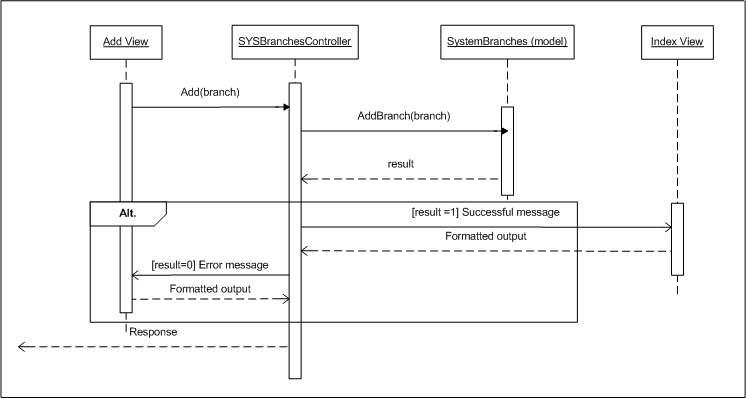 Add View
SYSBranchesController
SystemBranches (model)
Index View
Add(branch)
AddBranch(branch)
result
Alt.
[result =1] Successful message
Formatted output
[result=0] Error message
Formatted output
Response